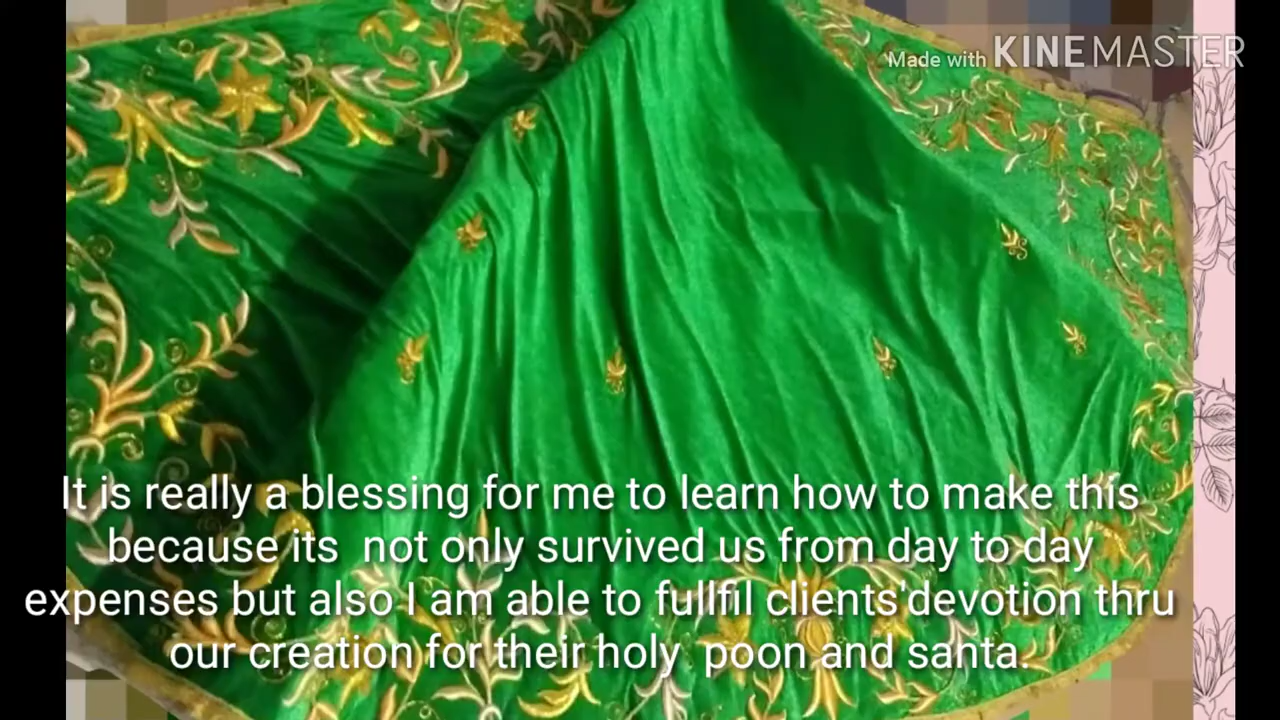 Made with KINEMASTER
It is really a blessing for me to learn how to make this
because its not only survived us from day to day
expenses but also I am able to fullfil clients'devotion thru
our creation for their holy poon and santa.